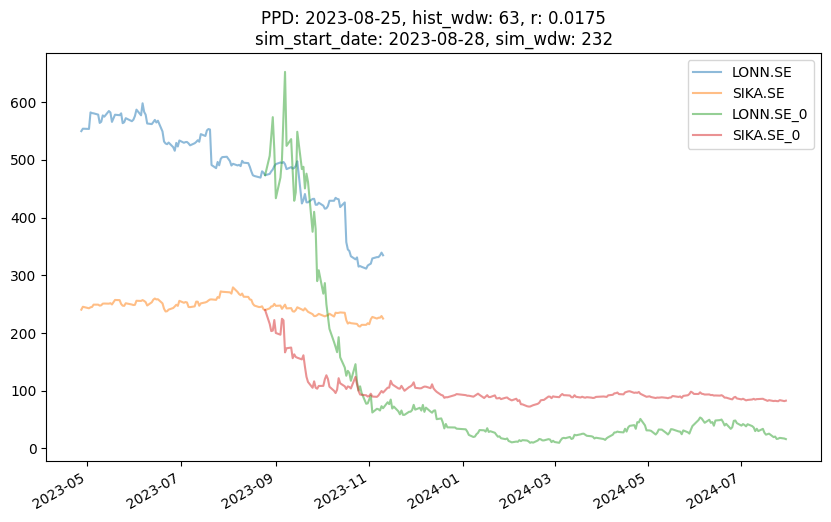 PPD: 2023-08-25, hist_wdw: 63, r: 0.0175
sim_start_date: 2023-08-28, sim_wdw: 232
LONN.SE
SIKA.SE
LONN.SE_0
SIKA.SE_0
600
500
400
300
200
100
0
2023-05
2023-07
2023-09
2023-11
2024-01
2024-03
2024-05
2024-07